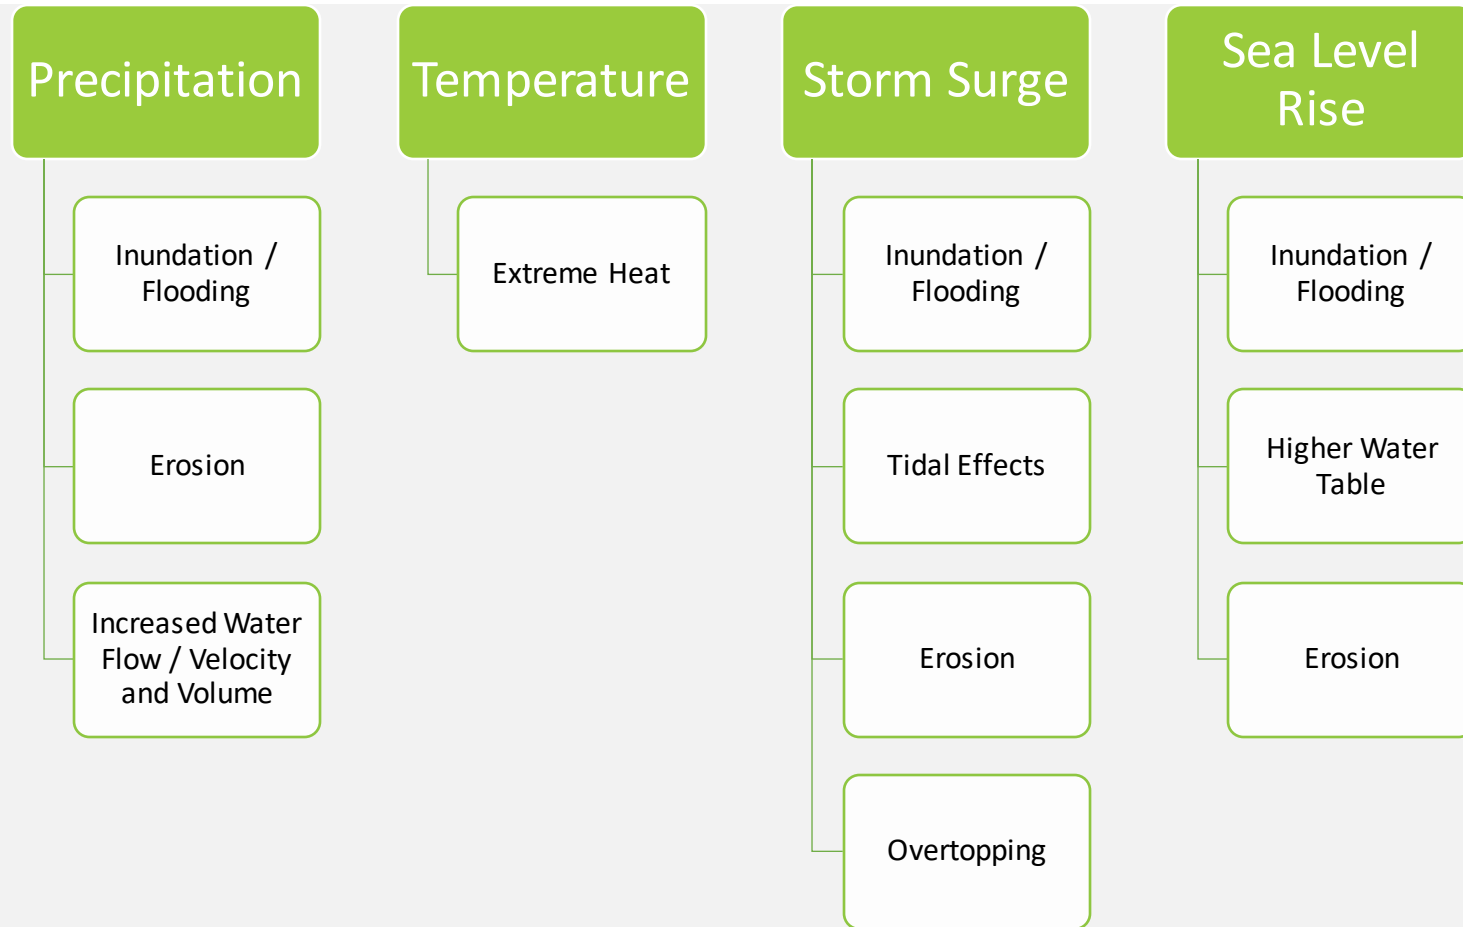 Precipitation
Inundation /
Flooding
Erosion
Increased Water
Flow / Velocity
and Volume
Temperature
Extreme Heat
Storm Surge
Inundation /
Flooding
Tidal Effects
Erosion
Overtopping
Sea Level
Rise
Inundation /
Flooding
Higher Water
Table
Erosion